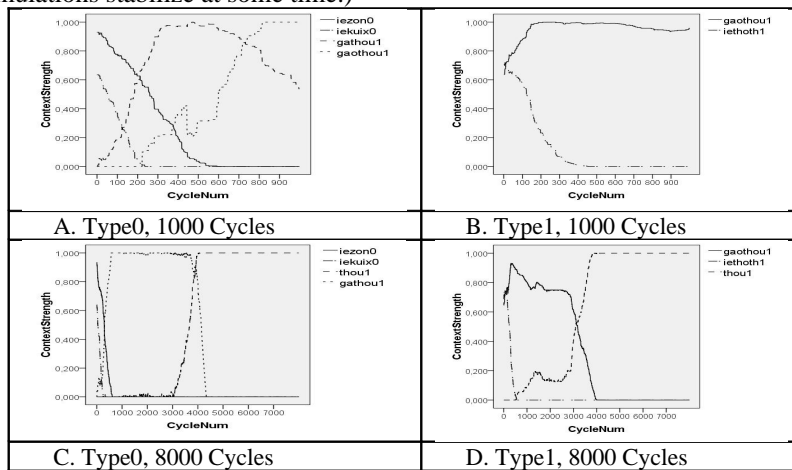 nulations stabilize at some time.)
iezon0
iekuix0
gathou1
gaothou1
1,000
0,800
0,600
0,400
0,200
0,000
ContextStrength
0 100 200 300 400 500 600 700 800 900
CycleNum
gaothou1
iethoth1
1,000
0,800
0,600
0,400
0,200
0,000
ContextStrength
0 100 200 300 400 500 600 700 800 900
CycleNum
A. Type0, 1000 Cycles
B. Type1, 1000 Cycles
iezon0
iekuix0
thou1
gathou1
1,000
0,800
0,600
0,400
0,200
0,000
ContextStrength
0 1000 2000 3000 4000 5000 6000 7000
CycleNum
gaothou1
iethoth1
thou1
1,000
0,800
0,600
0,400
0,200
0,000
ContextStrength
0 1000 2000 3000 4000 5000 6000 7000
CycleNum
C. Type0, 8000 Cycles
D. Type1, 8000 Cycles